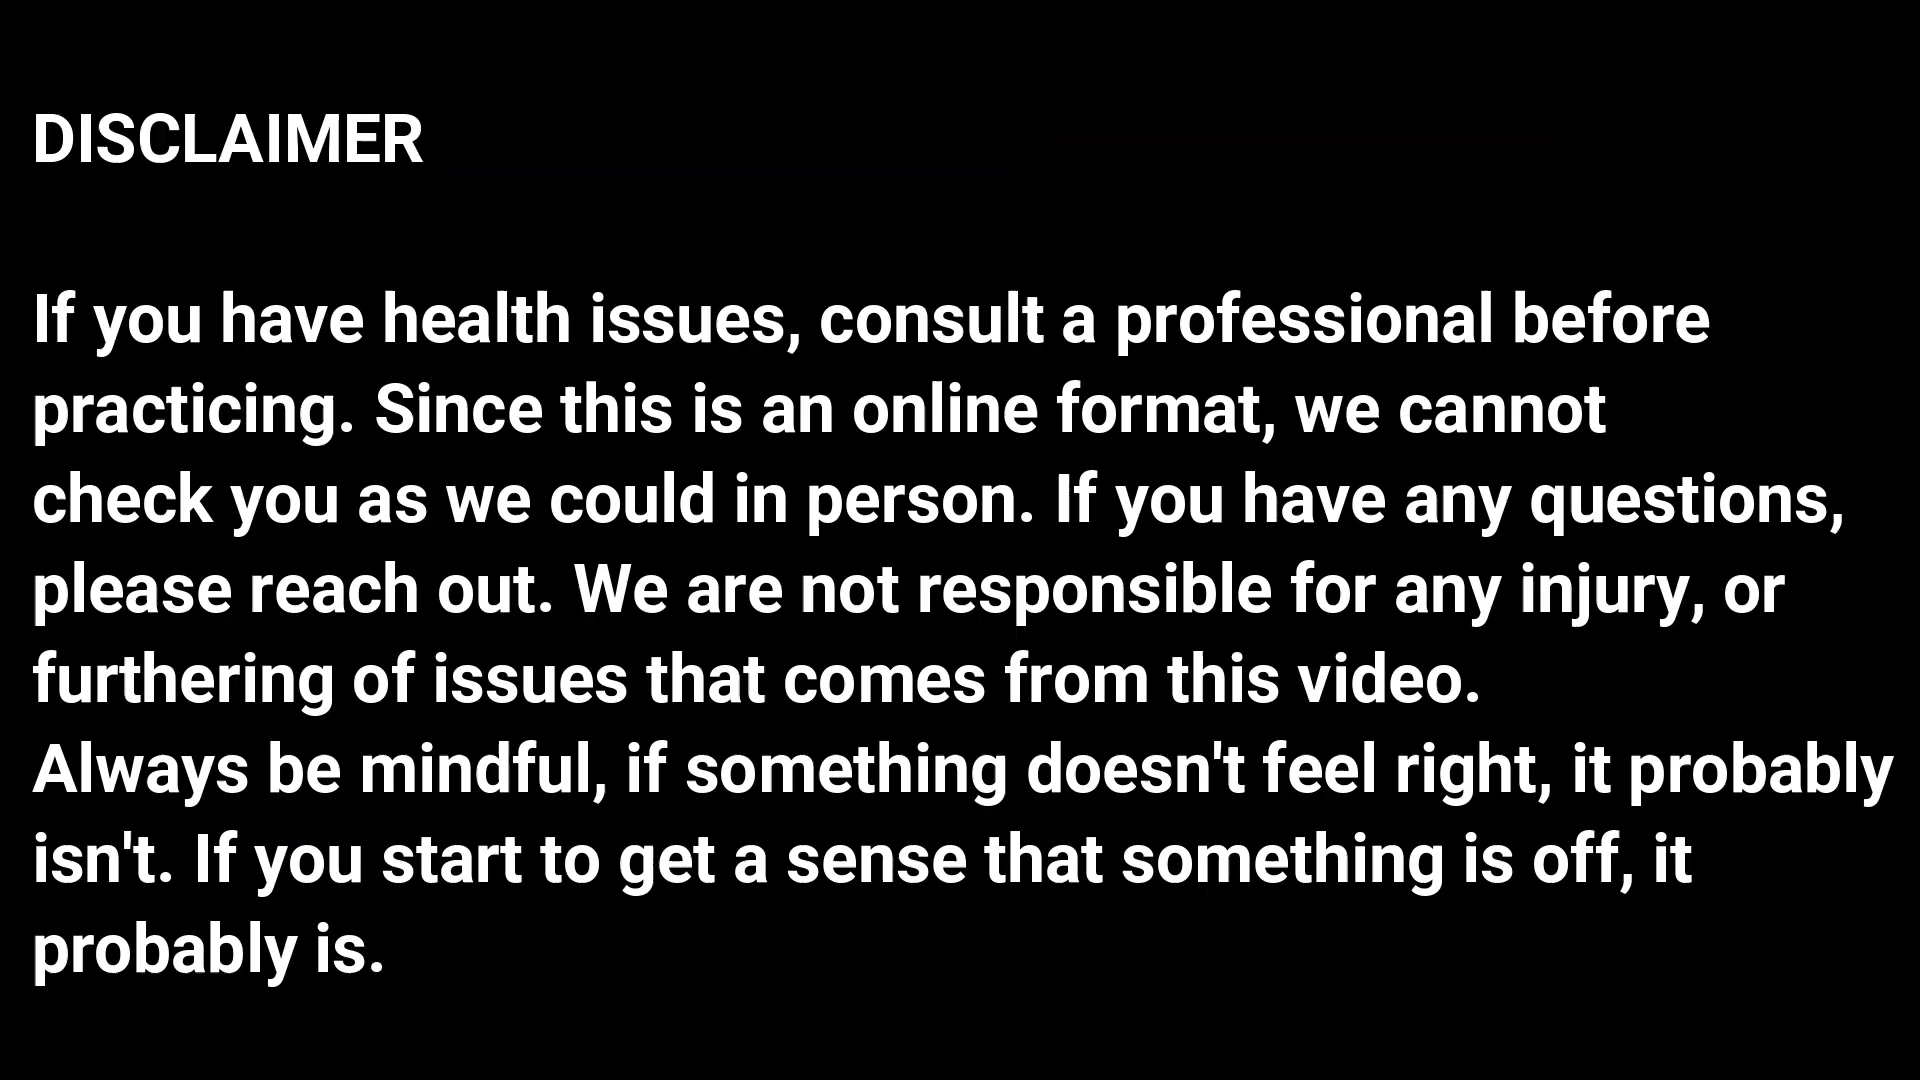 DISCLAIMER
If you have health issues, consult a professional before
practicing. Since this is an online format, we cannot
check you as we could in person. If you have any questions,
please reach out. We are not responsible for any injury, or
furthering of issues that comes from this video.
Always be mindful, if something doesn't feel right, it probably
isn't. If you start to get a sense that something is off, it
probably is.